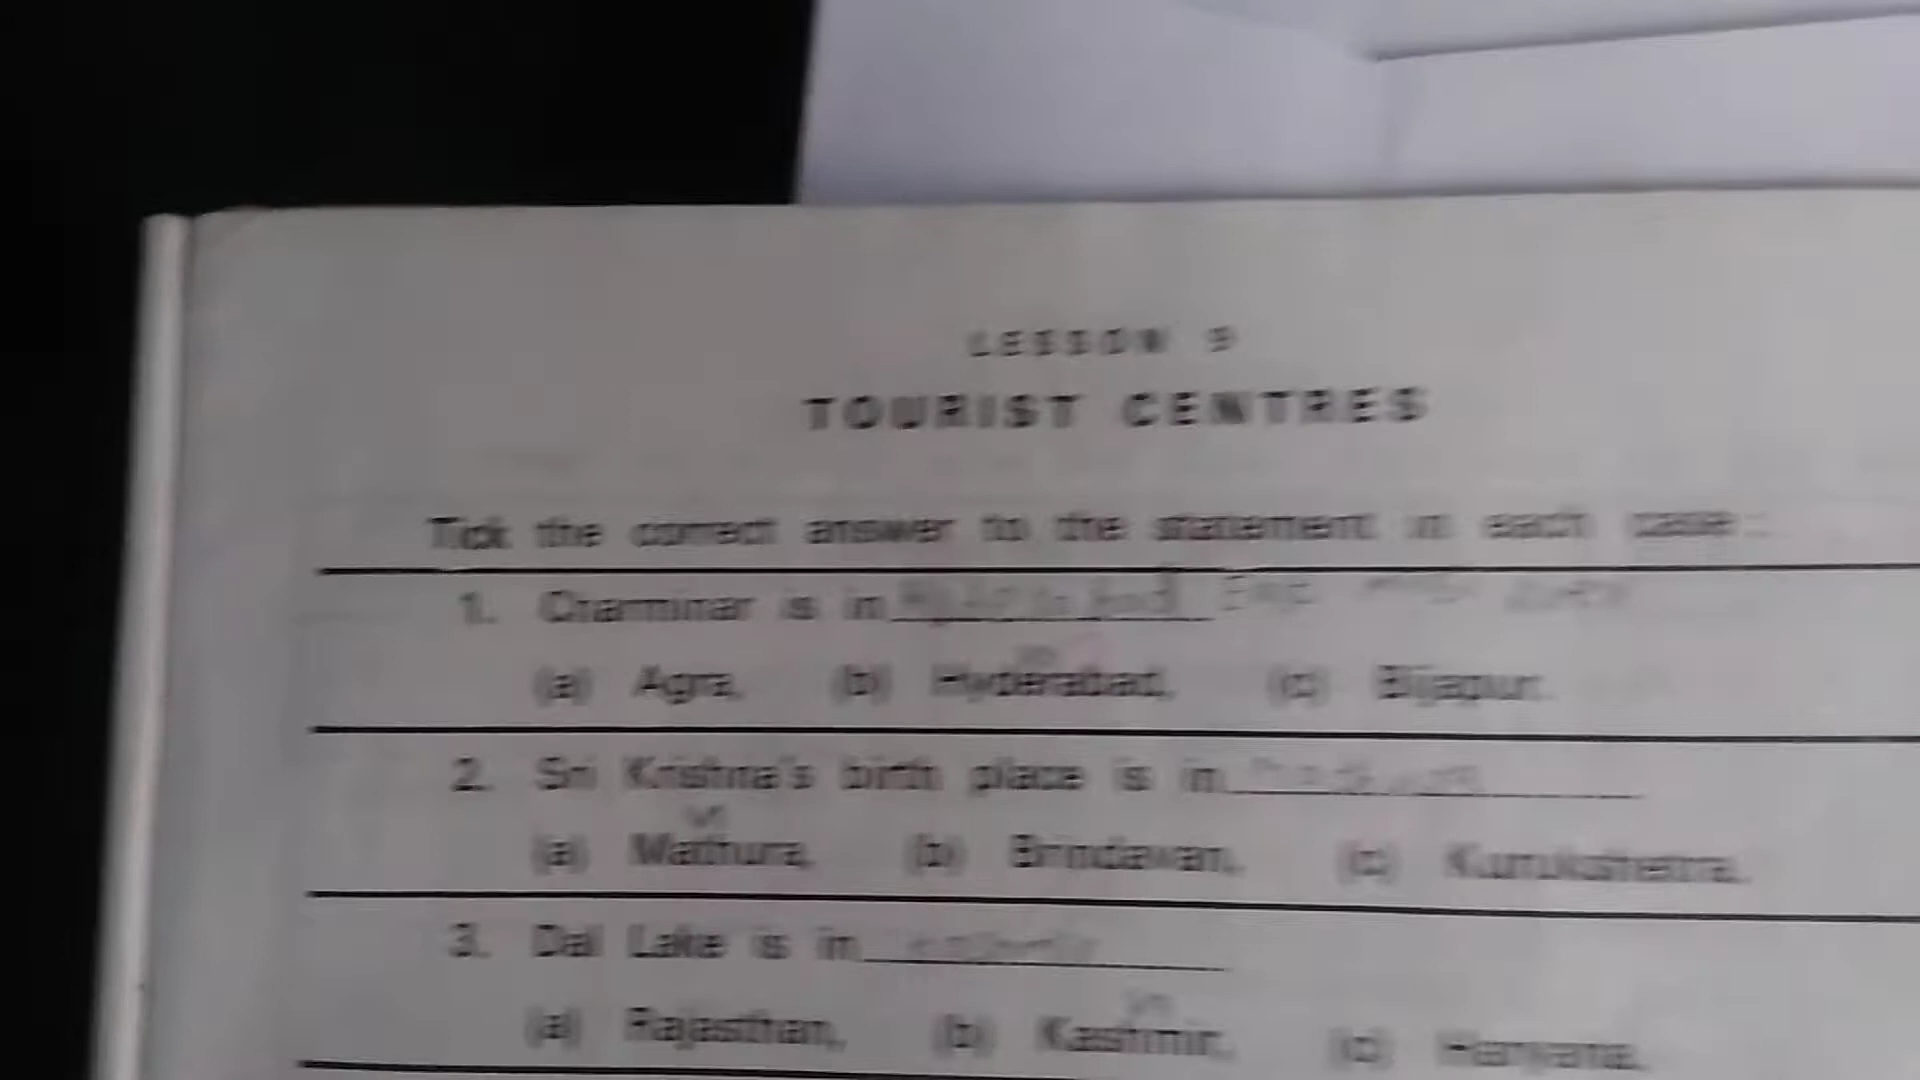 LESSON 9
TOURIST CENTRES
Tick the correct answer to the statement in each case :
1. Charminar is in
(a) Agra, (b) Hyderabad, (c) Bijapur.
2. Sri Krishna's birth place is in
(a) Mathura, (b) Brindavan, (c) Kurukshetra.
3. Dal Lake is in
(a) Rajasthan, (b) Kashmir, (c) Haryana.